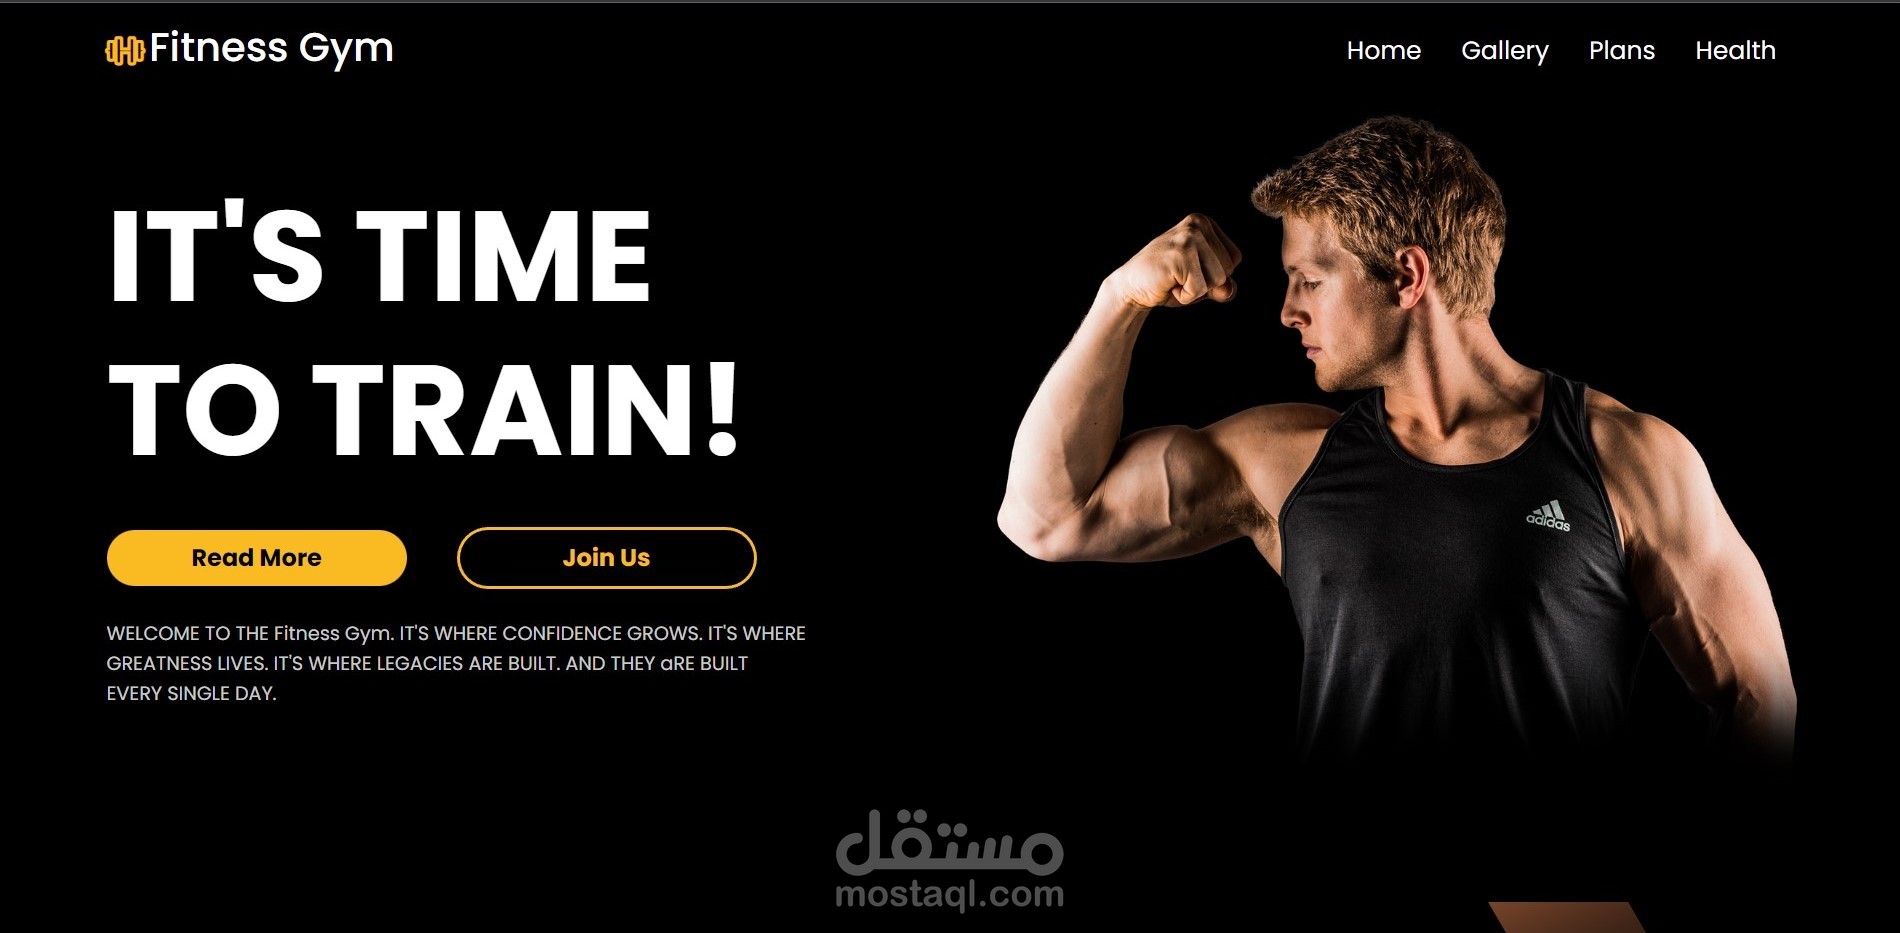 Fitness Gym
Home Gallery Plans Health
IT'S TIME
TO TRAIN!
Read More
Join Us
WELCOME TO THE Fitness Gym. IT'S WHERE CONFIDENCE GROWS. IT'S WHERE
GREATNESS LIVES. IT'S WHERE LEGACIES ARE BUILT. AND THEY aRE BUILT
EVERY SINGLE DAY.
adidas
مستقل
mostaql.com